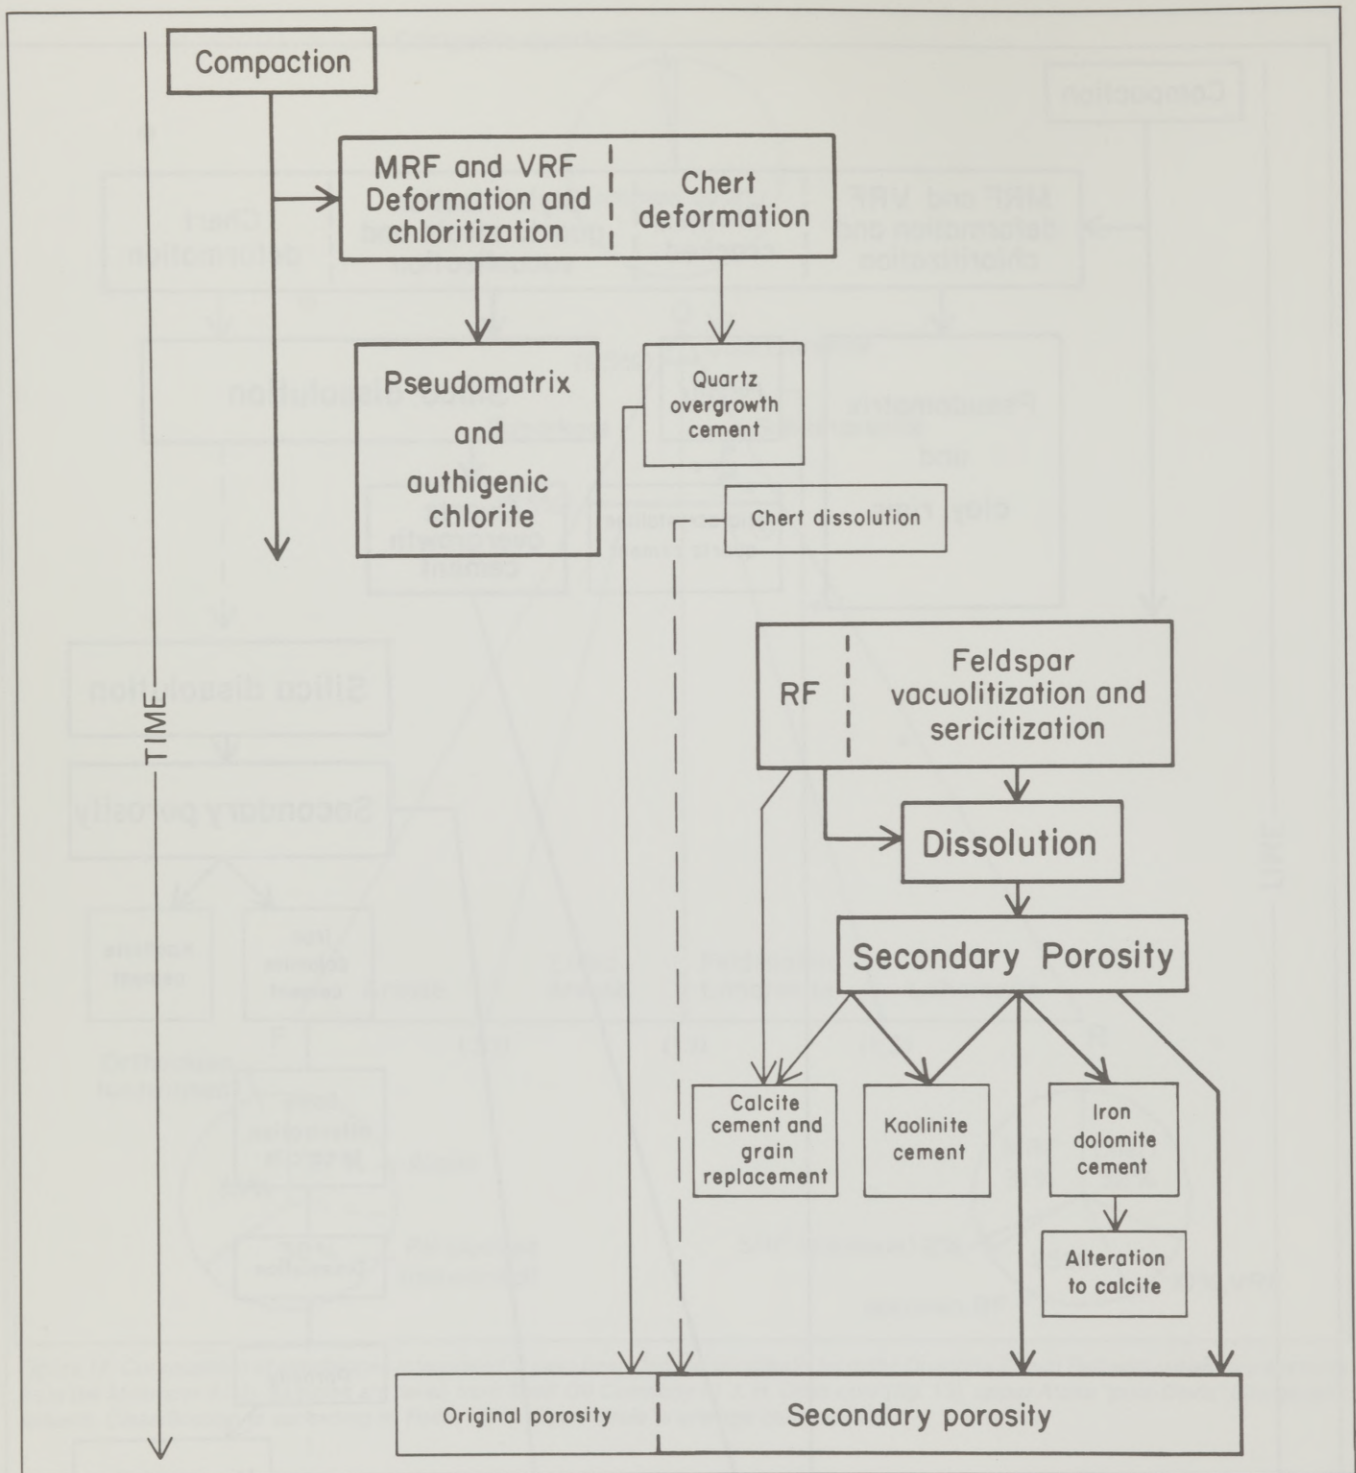 Compaction
MRF and VRF
Deformation and
chloritization
Chert
deformation
Pseudomatrix
and
authigenic
chlorite
Quartz
overgrowth
cement
Chert dissolution
RF
Feldspar
vacuolitization and
sericitization
TIME
Dissolution
Secondary Porosity
Calcite
cement and
grain
replacement
Kaolinite
cement
Iron
dolomite
cement
Alteration
to calcite
Original porosity
Secondary porosity